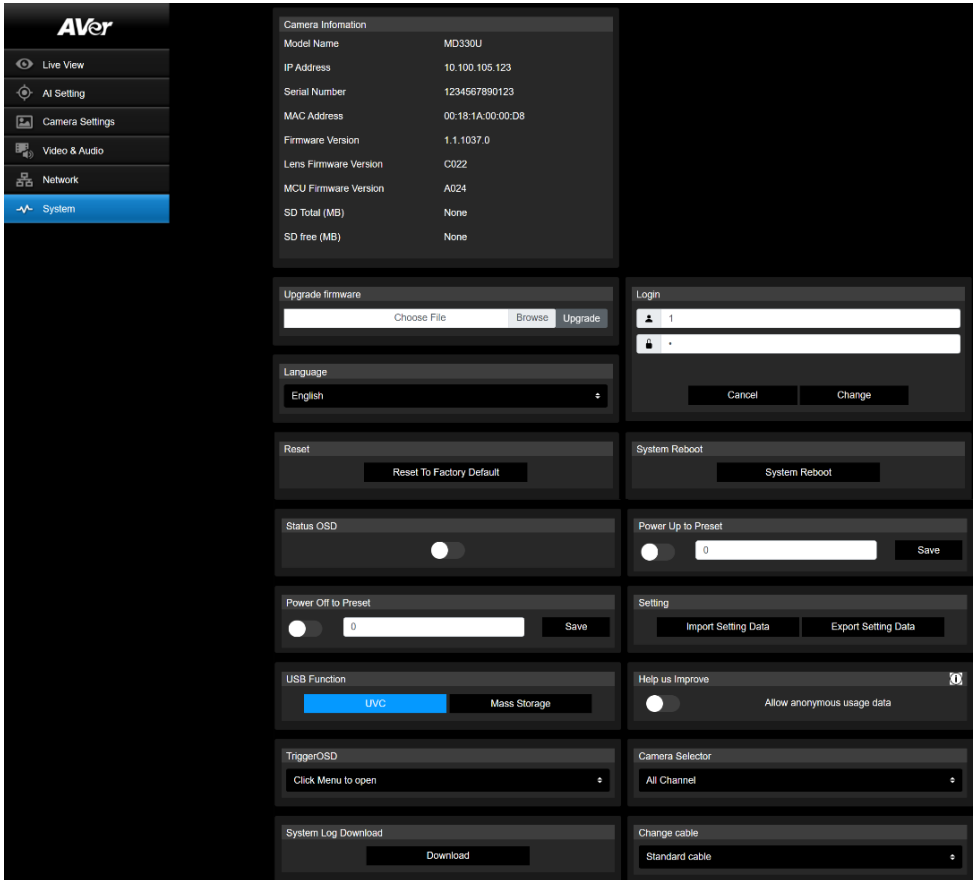 AVer
Live View
AI Setting
Camera Settings
Video & Audio
Network
System
Camera Infomation
Model Name MD330U
IP Address 10.100.105.123
Serial Number 1234567890123
MAC Address 00:18:1A:00:00:D8
Firmware Version 1.1.1037.0
Lens Firmware Version C022
MCU Firmware Version A024
SD Total (MB) None
SD free (MB) None
Upgrade firmware
Choose File Browse Upgrade
Login
1
*
Cancel Change
Language
English
Reset
Reset To Factory Default
System Reboot
System Reboot
Status OSD
Power Up to Preset
0 Save
Power Off to Preset
0 Save
Setting
Import Setting Data Export Setting Data
USB Function
UVC Mass Storage
Help us Improve
Allow anonymous usage data
TriggerOSD
Click Menu to open
Camera Selector
All Channel
System Log Download
Download
Change cable
Standard cable